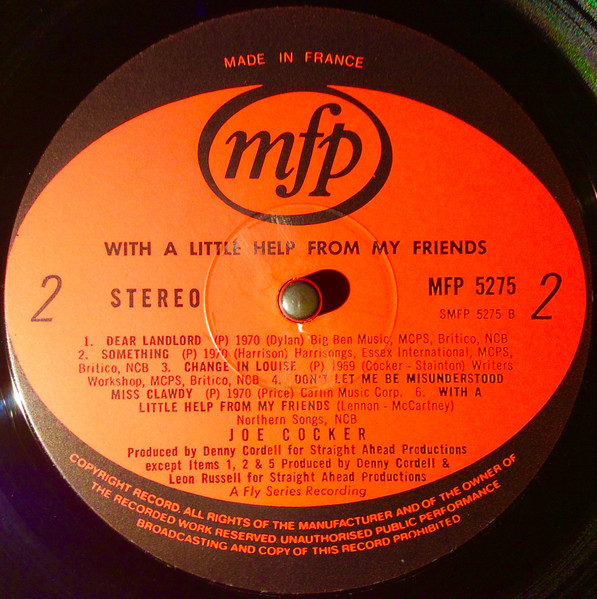 MADE IN FRANCE
mfp
WITH A LITTLE HELP FROM MY FRIENDS
2 STEREO MFP 5275 2
SMFP 5275 B
1. DEAR LANDLORD (P) 1970 (Dylan) Big Ben Music, MCPS, Britico, NCB
2. SOMETHING (P) 1970 (Harrison) Harrisongs, Essex International, MCPS,
Britico, NCB 3. CHANGE IN LOUISE (P) 1969 (Cocker - Stainton) Writers
Workshop, MCPS, Britico, NCB 4. DON'T LET ME BE MISUNDERSTOOD
MISS CLAWDY (P) 1970 (Price) Carlin Music Corp. 6. WITH A
LITTLE HELP FROM MY FRIENDS (Lennon - McCartney)
Northern Songs, NCB
JOE COCKER
Produced by Denny Cordell for Straight Ahead Productions
except Items 1, 2 & 5 Produced by Denny Cordell &
Leon Russell for Straight Ahead Productions
A Fly Series Recording
COPYRIGHT RECORD. ALL RIGHTS OF THE MANUFACTURER AND OF THE OWNER OF
THE RECORDED WORK RESERVED UNAUTHORISED PUBLIC PERFORMANCE
BROADCASTING AND COPY OF THIS RECORD PROHIBITED